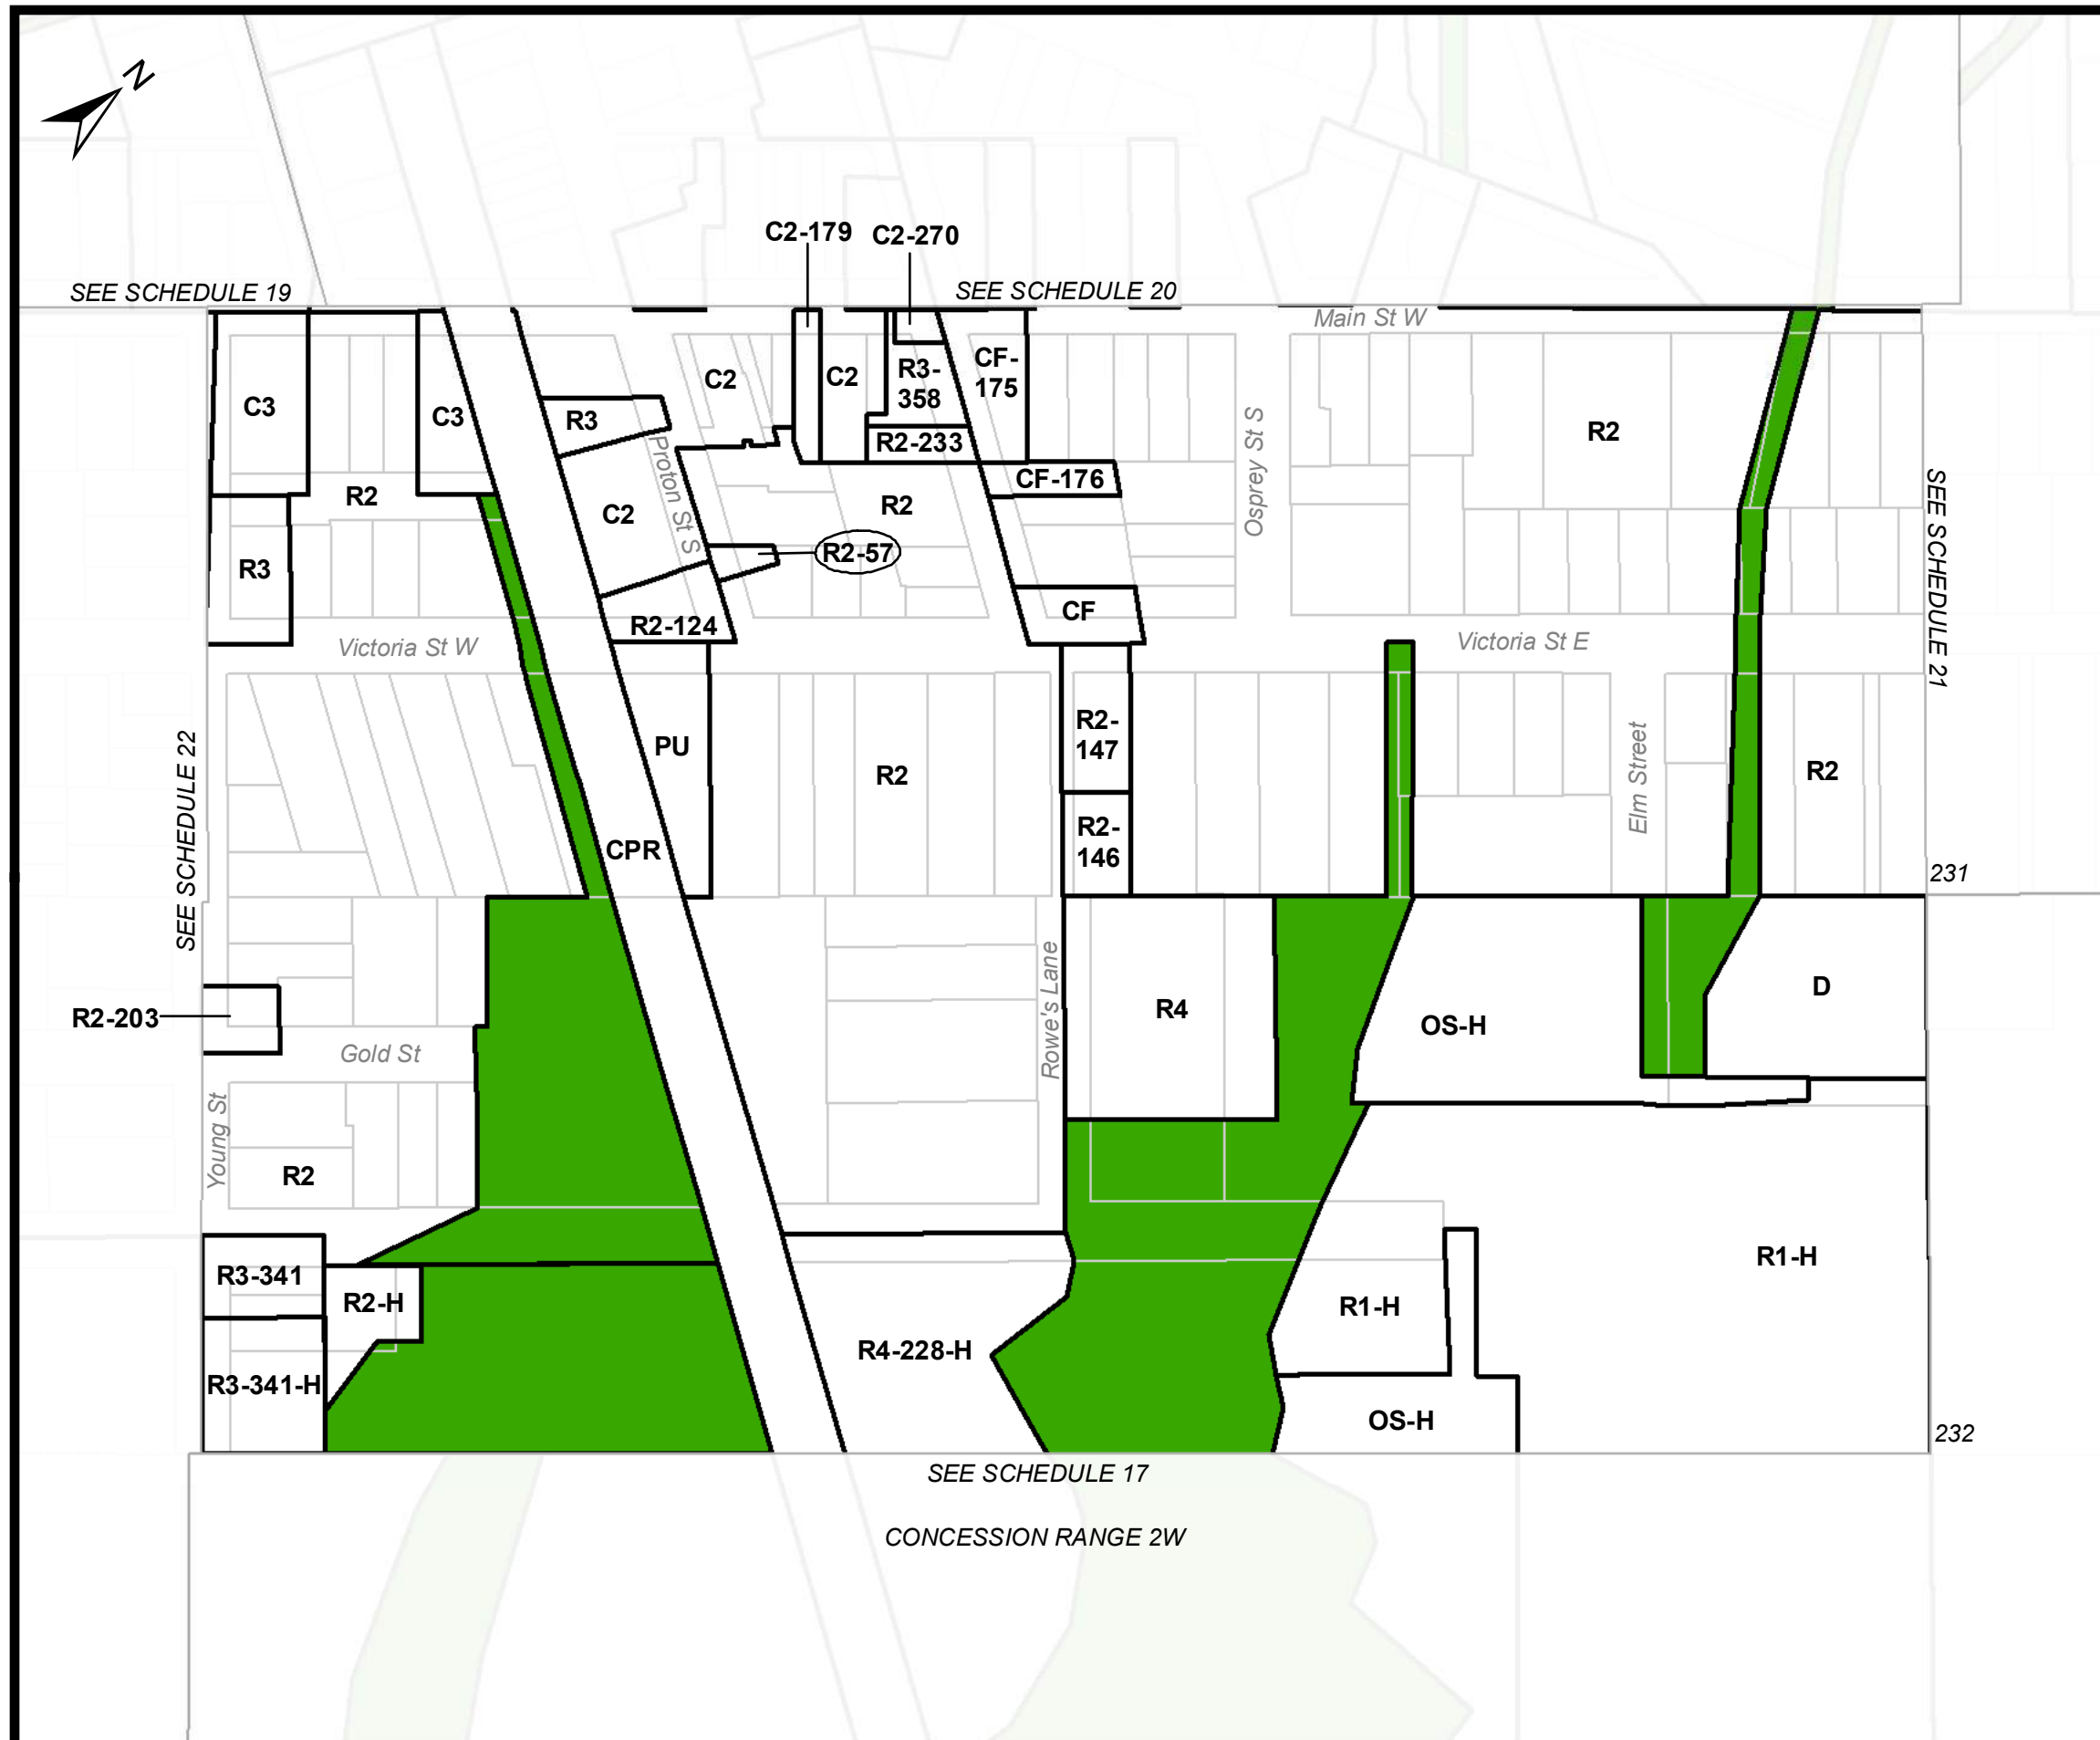 N
C2-179
C2-270
SEE SCHEDULE 19
SEE SCHEDULE 20
Main St W
C3
C3
R3
C2
C2
R3-
358
CF-
175
R2
R2-233
CF-176
R2
R2
Proton St S
Osprey St S
C2
R2-57
R3
R2-124
CF
SEE SCHEDULE 21
Victoria St W
Victoria St E
SEE SCHEDULE 22
PU
R2
R2-
147
R2
Elm Street
CPR
R2-
146
231
R2-203
Gold St
Rowe's Lane
R4
OS-H
D
Young St
R2
R3-341
R2-H
R3-341-H
R4-228-H
R1-H
R1-H
OS-H
232
SEE SCHEDULE 17
CONCESSION RANGE 2W